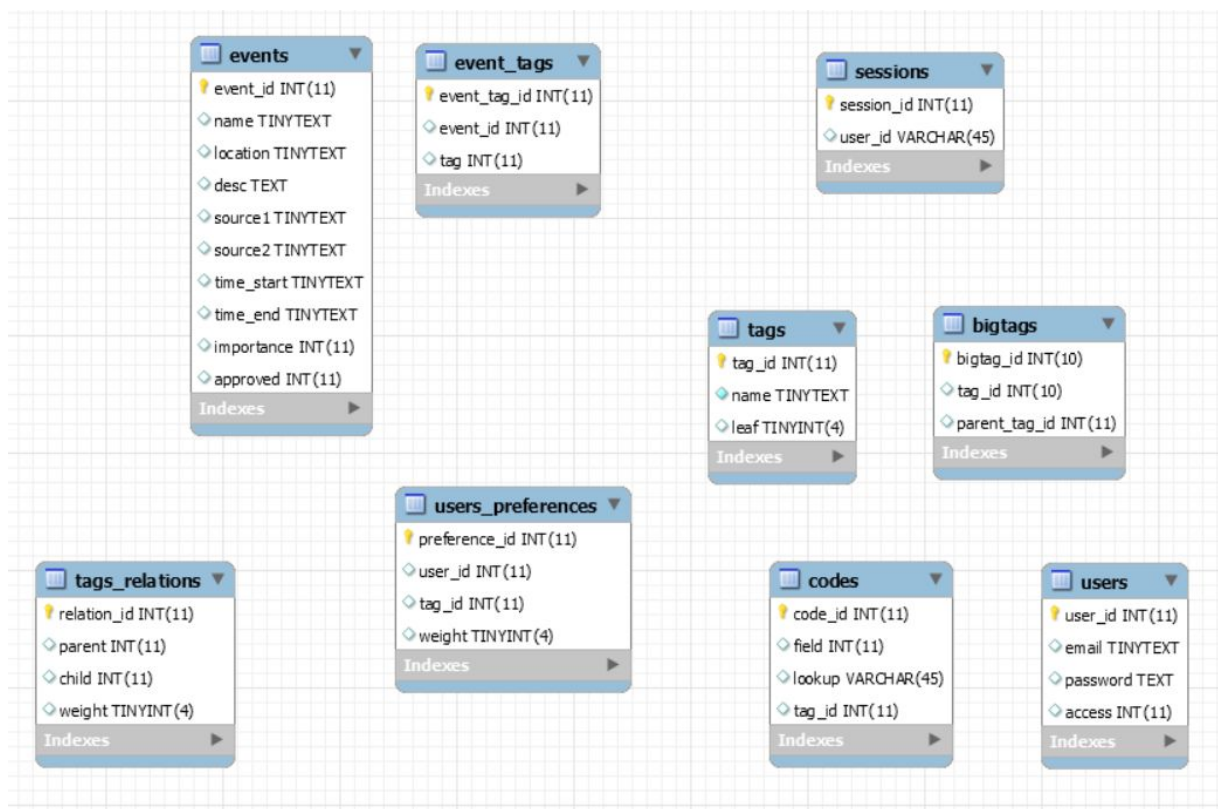 events
event_id INT(11)
name TINYTEXT
location TINYTEXT
desc TEXT
source1 TINYTEXT
source2 TINYTEXT
time_start TINYTEXT
time_end TINYTEXT
importance INT(11)
approved INT(11)
Indexes
event_tags
event_tag_id INT(11)
event_id INT(11)
tag INT(11)
Indexes
sessions
session_id INT(11)
user_id VARCHAR(45)
Indexes
tags
tag_id INT(11)
name TINYTEXT
leaf TINYINT(4)
Indexes
bigtags
bigtag_id INT(10)
tag_id INT(10)
parent_tag_id INT(11)
Indexes
users_preferences
preference_id INT(11)
user_id INT(11)
tag_id INT(11)
weight TINYINT(4)
Indexes
tags_relations
relation_id INT(11)
parent INT(11)
child INT(11)
weight TINYINT(4)
Indexes
codes
code_id INT(11)
field INT(11)
lookup VARCHAR(45)
tag_id INT(11)
Indexes
users
user_id INT(11)
email TINYTEXT
password TEXT
access INT(11)
Indexes